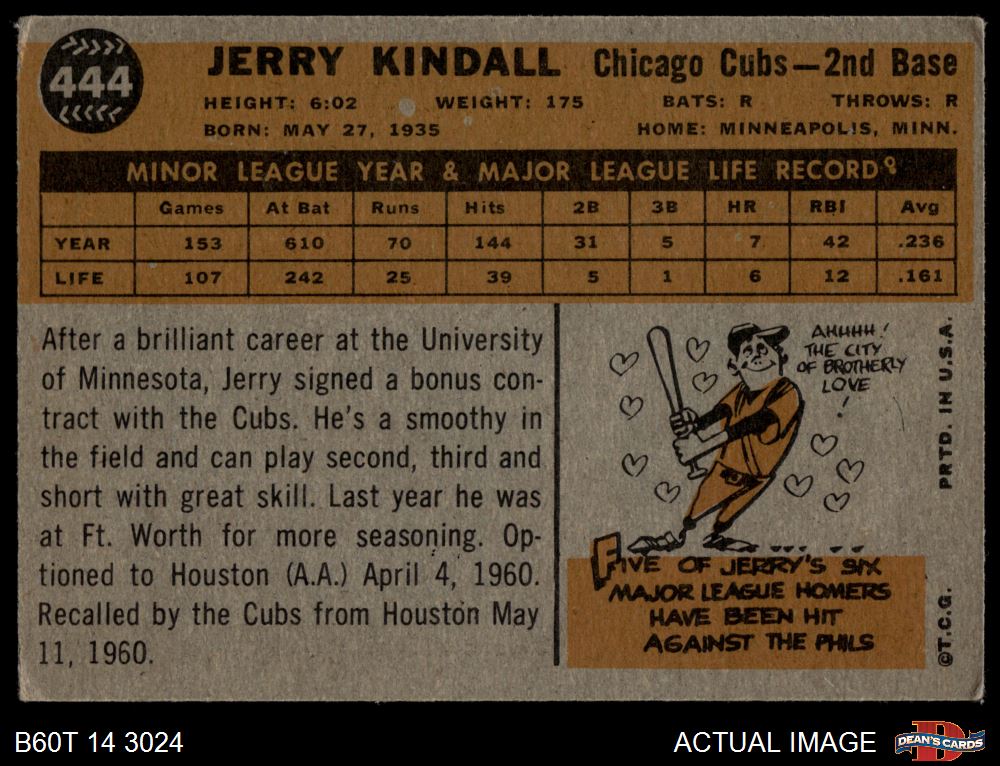 444
JERRY KINDALL Chicago Cubs—2nd Base
HEIGHT: 6:02 WEIGHT: 175 BATS: R THROWS: R
BORN: MAY 27, 1935 HOME: MINNEAPOLIS, MINN.
MINOR LEAGUE YEAR & MAJOR LEAGUE LIFE RECORD
Games At Bat Runs Hits 2B 3B HR RBI Avg
YEAR 153 610 70 144 31 5 7 42 .236
LIFE 107 242 25 39 5 1 6 12 .161
After a brilliant career at the University
of Minnesota, Jerry signed a bonus con-
tract with the Cubs. He's a smoothy in
the field and can play second, third and
short with great skill. Last year he was
at Ft. Worth for more seasoning. Op-
tioned to Houston (A.A.) April 4, 1960.
Recalled by the Cubs from Houston May
11, 1960.
AHHHH!
THE CITY
OF BROTHERLY
LOVE
!
FIVE OF JERRY'S SIX
MAJOR LEAGUE HOMERS
HAVE BEEN HIT
AGAINST THE PHILS
©T.C.G. PRTD. IN U.S.A.
B60T 14 3024 ACTUAL IMAGE DEAN'S CARDS